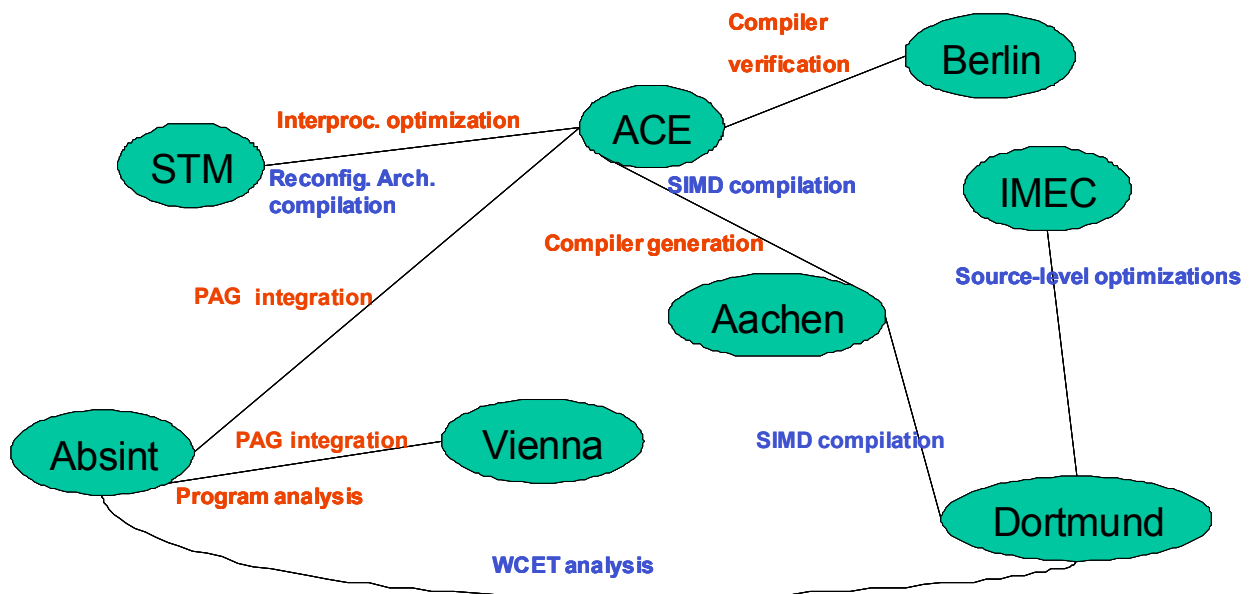 Compiler
verification
Berlin
Interproc. optimization
ACE
STM
Reconfig. Arch.
compilation
SIMD compilation
IMEC
Compiler generation
Source-level optimizations
PAG integration
Aachen
PAG integration
Vienna
SIMD compilation
Absint
Program analysis
Dortmund
WCET analysis